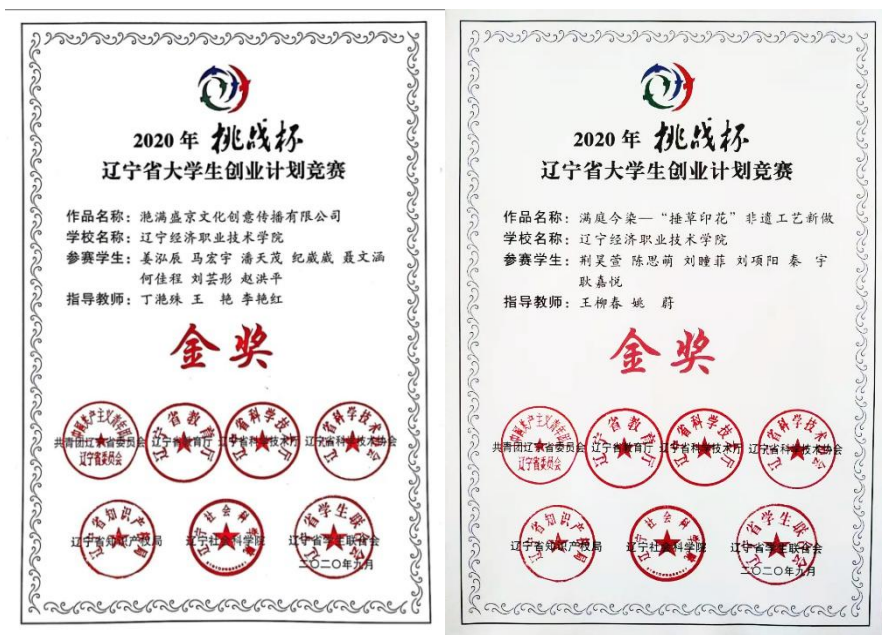 2020 年 挑战杯
辽宁省大学生创业计划竞赛
作品名称：滟满盛京文化创意传播有限公司
学校名称：辽宁经济职业技术学院
参赛学生：姜泓辰 马宏宇 潘天茂 纪崴崴 聂文涵
何佳程 刘芸彤 赵洪平
指导教师：丁滟殊 王 艳 李艳红
金奖
共青团辽宁省委员会 辽宁省教育厅 辽宁省科学技术厅 辽宁省科学技术协会
辽宁省知识产权局 辽宁社会科学院 辽宁省学生联合会
二〇二〇年九月
2020 年 挑战杯
辽宁省大学生创业计划竞赛
作品名称：满庭今染—“捶草印花”非遗工艺新做
学校名称：辽宁经济职业技术学院
参赛学生：荆昊萱 陈思萌 刘瞳菲 刘项阳 秦 宇
耿嘉悦
指导教师：王柳春 姚 蔚
金奖
共青团辽宁省委员会 辽宁省教育厅 辽宁省科学技术厅 辽宁省科学技术协会
辽宁省知识产权局 辽宁社会科学院 辽宁省学生联合会
二〇二〇年九月